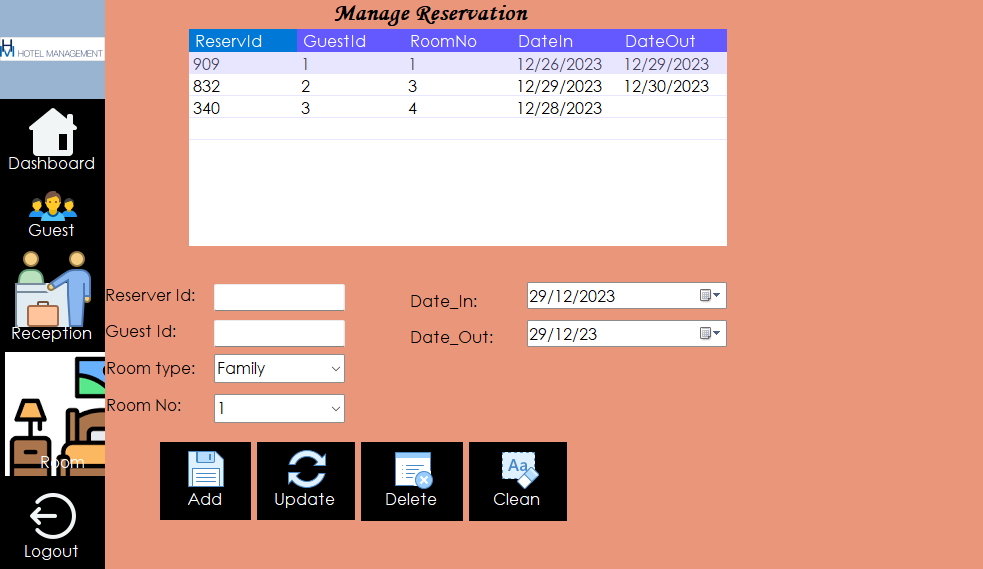 Manage Reservation
HM HOTEL MANAGEMENT
ReservId GuestId RoomNo DateIn DateOut
909 1 1 12/26/2023 12/29/2023
832 2 3 12/29/2023 12/30/2023
340 3 4 12/28/2023
Dashboard
Guest
Reception
Room
Logout
Reserver Id:
Guest Id:
Room type: Family
Room No: 1
Date_In: 29/12/2023
Date_Out: 29/12/23
Add Update Delete Aa Clean